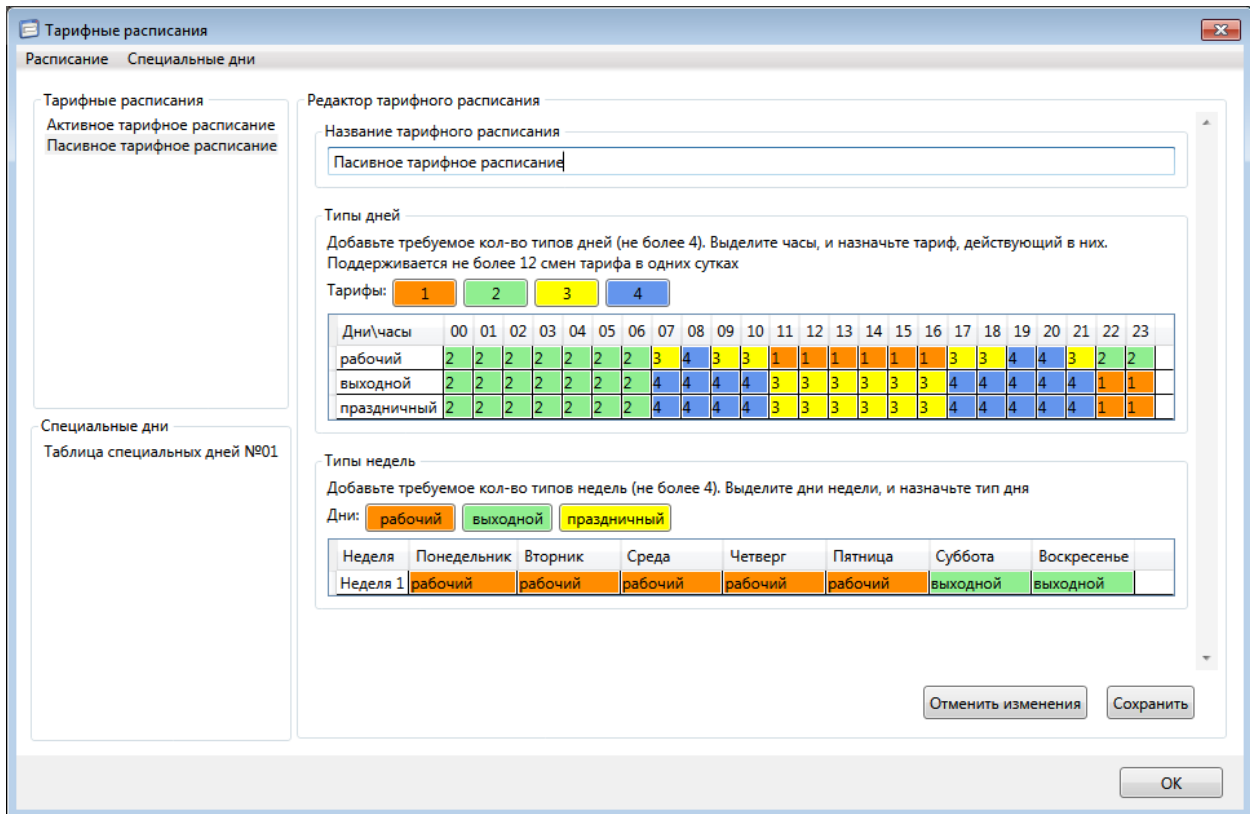 Тарифные расписания
Расписание Специальные дни
Тарифные расписания
Активное тарифное расписание
Пасивное тарифное расписание
Специальные дни
Таблица специальных дней №01
Редактор тарифного расписания
Название тарифного расписания
Пасивное тарифное расписание
Типы дней
Добавьте требуемое кол-во типов дней (не более 4). Выделите часы, и назначьте тариф, действующий в них.
Поддерживается не более 12 смен тарифа в одних сутках
Тарифы: 1 2 3 4
Дни\часы 00 01 02 03 04 05 06 07 08 09 10 11 12 13 14 15 16 17 18 19 20 21 22 23
рабочий 2 2 2 2 2 2 2 3 4 3 3 1 1 1 1 1 1 3 3 4 4 3 2 2
выходной 2 2 2 2 2 2 2 4 4 4 4 3 3 3 3 3 3 4 4 4 4 4 1 1
праздничный 2 2 2 2 2 2 2 4 4 4 4 3 3 3 3 3 3 4 4 4 4 4 1 1
Типы недель
Добавьте требуемое кол-во типов недель (не более 4). Выделите дни недели, и назначьте тип дня
Дни: рабочий выходной праздничный
Неделя Понедельник Вторник Среда Четверг Пятница Суббота Воскресенье
Неделя 1 рабочий рабочий рабочий рабочий рабочий выходной выходной
Отменить изменения Сохранить
OK